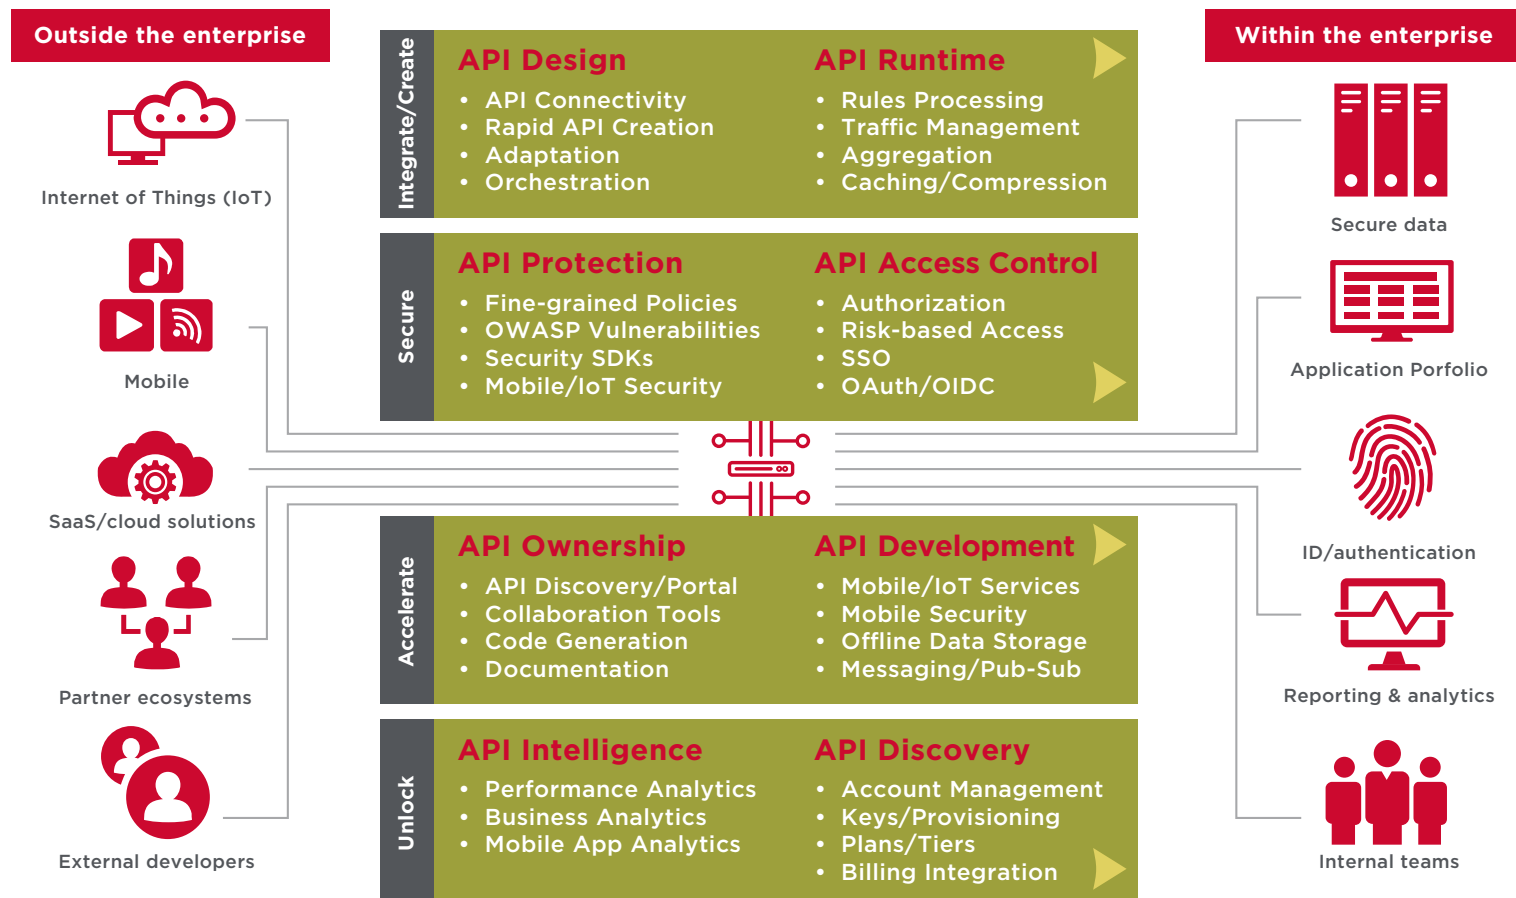 Outside the enterprise
Internet of Things (IoT)
Mobile
SaaS/cloud solutions
Partner ecosystems
External developers
Integrate/Create
API Design
• API Connectivity
• Rapid API Creation
• Adaptation
• Orchestration
API Runtime
• Rules Processing
• Traffic Management
• Aggregation
• Caching/Compression
Secure
API Protection
• Fine-grained Policies
• OWASP Vulnerabilities
• Security SDKs
• Mobile/IoT Security
API Access Control
• Authorization
• Risk-based Access
• SSO
• OAuth/OIDC
Accelerate
API Ownership
• API Discovery/Portal
• Collaboration Tools
• Code Generation
• Documentation
API Development
• Mobile/IoT Services
• Mobile Security
• Offline Data Storage
• Messaging/Pub-Sub
Unlock
API Intelligence
• Performance Analytics
• Business Analytics
• Mobile App Analytics
API Discovery
• Account Management
• Keys/Provisioning
• Plans/Tiers
• Billing Integration
Within the enterprise
Secure data
Application Porfolio
ID/authentication
Reporting & analytics
Internal teams